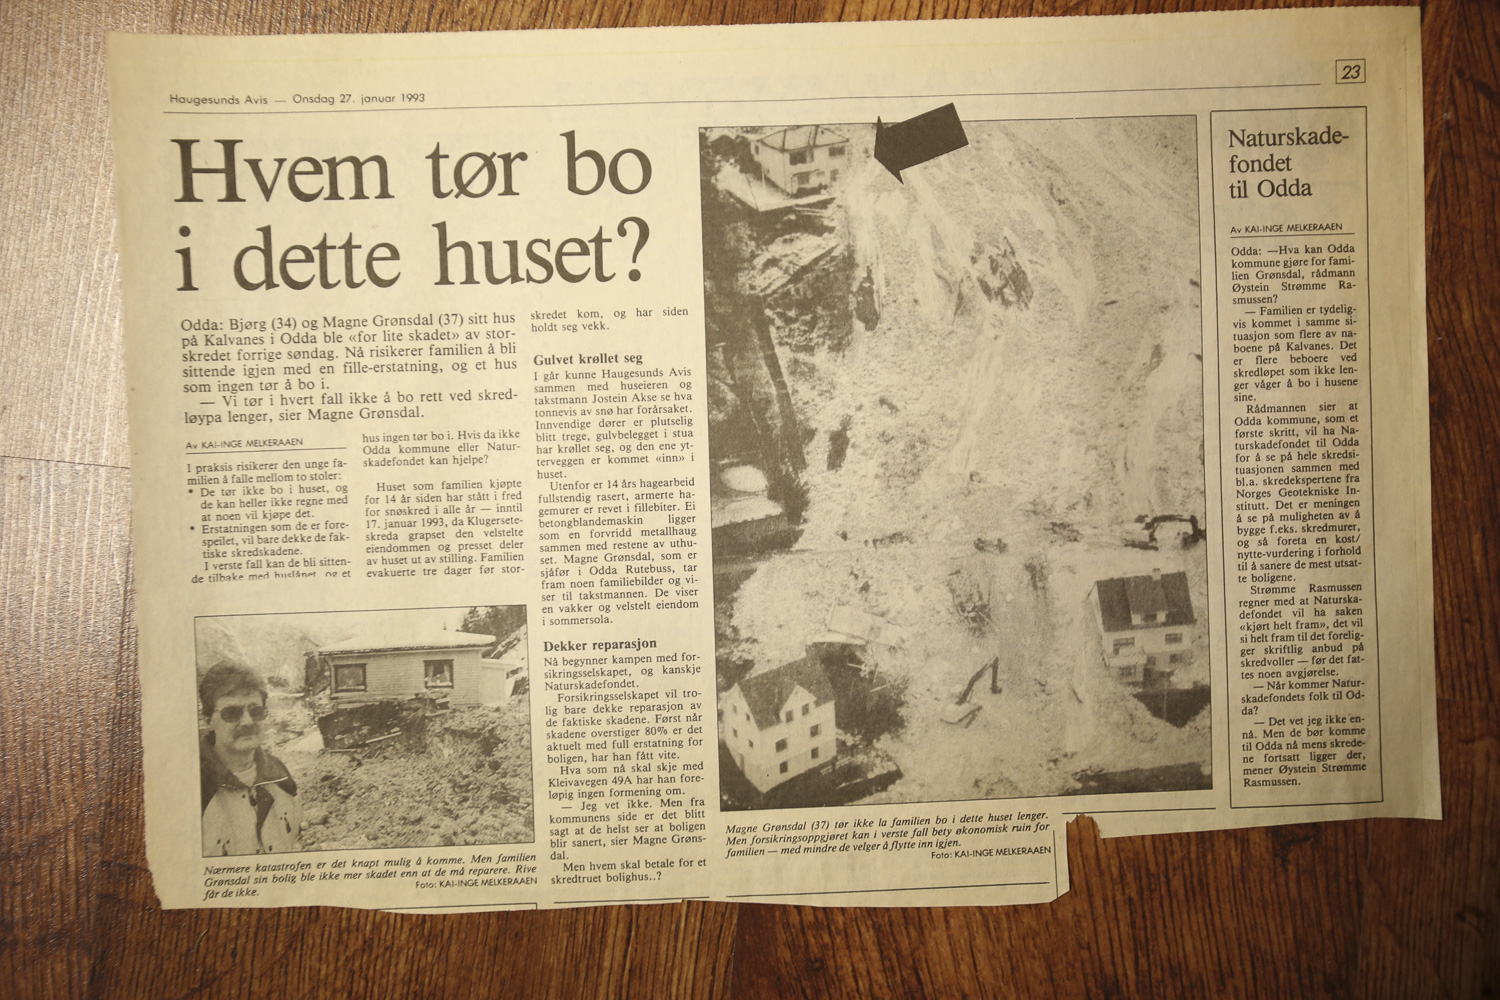 Haugesunds Avis — Onsdag 27. januar 1993
23
Hvem tør bo
i dette huset?
Odda: Bjørg (34) og Magne Grønsdal (37) sitt hus
på Kalvanes i Odda ble «for lite skadet» av stor-
skredet forrige søndag. Nå risikerer familien å bli
sittende igjen med en fille-erstatning, og et hus
som ingen tør å bo i.
— Vi tør i hvert fall ikke å bo rett ved skred-
løypa lenger, sier Magne Grønsdal.
Av KAI-INGE MELKERAAEN
I praksis risikerer den unge fa-
milien å falle mellom to stoler:
* De tør ikke bo i huset, og
de kan heller ikke regne med
at noen vil kjøpe det.
* Erstatningen som de er fore-
speilet, vil bare dekke de fak-
tiske skredskadene.
I verste fall kan de bli sitten-
de tilbake med huslånet, og et
hus ingen tør bo i. Hvis da ikke
Odda kommune eller Natur-
skadefondet kan hjelpe?
Huset som familien kjøpte
for 14 år siden har stått i fred
for snøskred i alle år — inntil
17. januar 1993, da Klugersete-
skreda grapset den velstelte
eiendommen og presset deler
av huset ut av stilling. Familien
evakuerte tre dager før stor-
skredet kom, og har siden
holdt seg vekk.
Gulvet krøllet seg
I går kunne Haugesunds Avis
sammen med huseieren og
takstmann Jostein Akse se hva
tonnevis av snø har forårsaket.
Innvendige dører er plutselig
blitt trege, gulvbelegget i stua
har krøllet seg, og den ene yt-
terveggen er kommet «inn» i
huset.
Utenfor er 14 års hagearbeid
fullstendig rasert, armerte ha-
gemurer er revet i fillebiter. Ei
betongblandemaskin ligger
som en forvridd metallhaug
sammen med restene av uthu-
set. Magne Grønsdal, som er
sjåfør i Odda Rutebuss, tar
fram noen familiebilder og vi-
ser til takstmannen. De viser
en vakker og velstelt eiendom
i sommersola.
Dekker reparasjon
Nå begynner kampen med for-
sikringsselskapet, og kanskje
Naturskadefondet.
Forsikringsselskapet vil tro-
lig bare dekke reparasjon av
de faktiske skadene. Først når
skadene overstiger 80% er det
aktuelt med full erstatning for
boligen, har han fått vite.
Hva som nå skal skje med
Kleivavegen 49A har han fore-
løpig ingen formening om.
— Jeg vet ikke. Men fra
kommunens side er det blitt
sagt at de helst ser at boligen
blir sanert, sier Magne Grøns-
dal.
Men hvem skal betale for et
skredtruet bolighus..?
Nærmere katastrofen er det knapt mulig å komme. Men familien
Grønsdal sin bolig ble ikke mer skadet enn at de må reparere. Rive
får de ikke.
Foto: KAI-INGE MELKERAAEN
Magne Grønsdal (37) tør ikke la familien bo i dette huset lenger.
Men forsikringsoppgjøret kan i verste fall bety økonomisk ruin for
familien — med mindre de velger å flytte inn igjen.
Foto: KAI-INGE MELKERAAEN
Naturskade-
fondet
til Odda
Av KAI-INGE MELKERAAEN
Odda: —Hva kan Odda
kommune gjøre for fami-
lien Grønsdal, rådmann
Øystein Strømme Ra-
smussen?
— Familien er tydelig-
vis kommet i samme si-
tuasjon som flere av na-
boene på Kalvanes. Det
er flere beboere ved
skredløpet som ikke len-
ger våger å bo i husene
sine.
Rådmannen sier at
Odda kommune, som et
første skritt, vil ha Na-
turskadefondet til Odda
for å se på hele skredsi-
tuasjonen sammen med
bl.a. skredekspertene fra
Norges Geotekniske In-
stitutt. Det er meningen
å se på muligheten av å
bygge f.eks. skredmurer,
og så foreta en kost/
nytte-vurdering i forhold
til å sanere de mest utsat-
te boligene.
Strømme Rasmussen
regner med at Naturska-
defondet vil ha saken
«kjørt helt fram», det vil
si helt fram til det forelig-
ger skriftlig anbud på
skredvoller — før det fat-
tes noen avgjørelse.
— Når kommer Natur-
skadefondets folk til Od-
da?
— Det vet jeg ikke en-
nå. Men de bør komme
til Odda nå mens skrede-
ne fortsatt ligger der,
mener Øystein Strømme
Rasmussen.